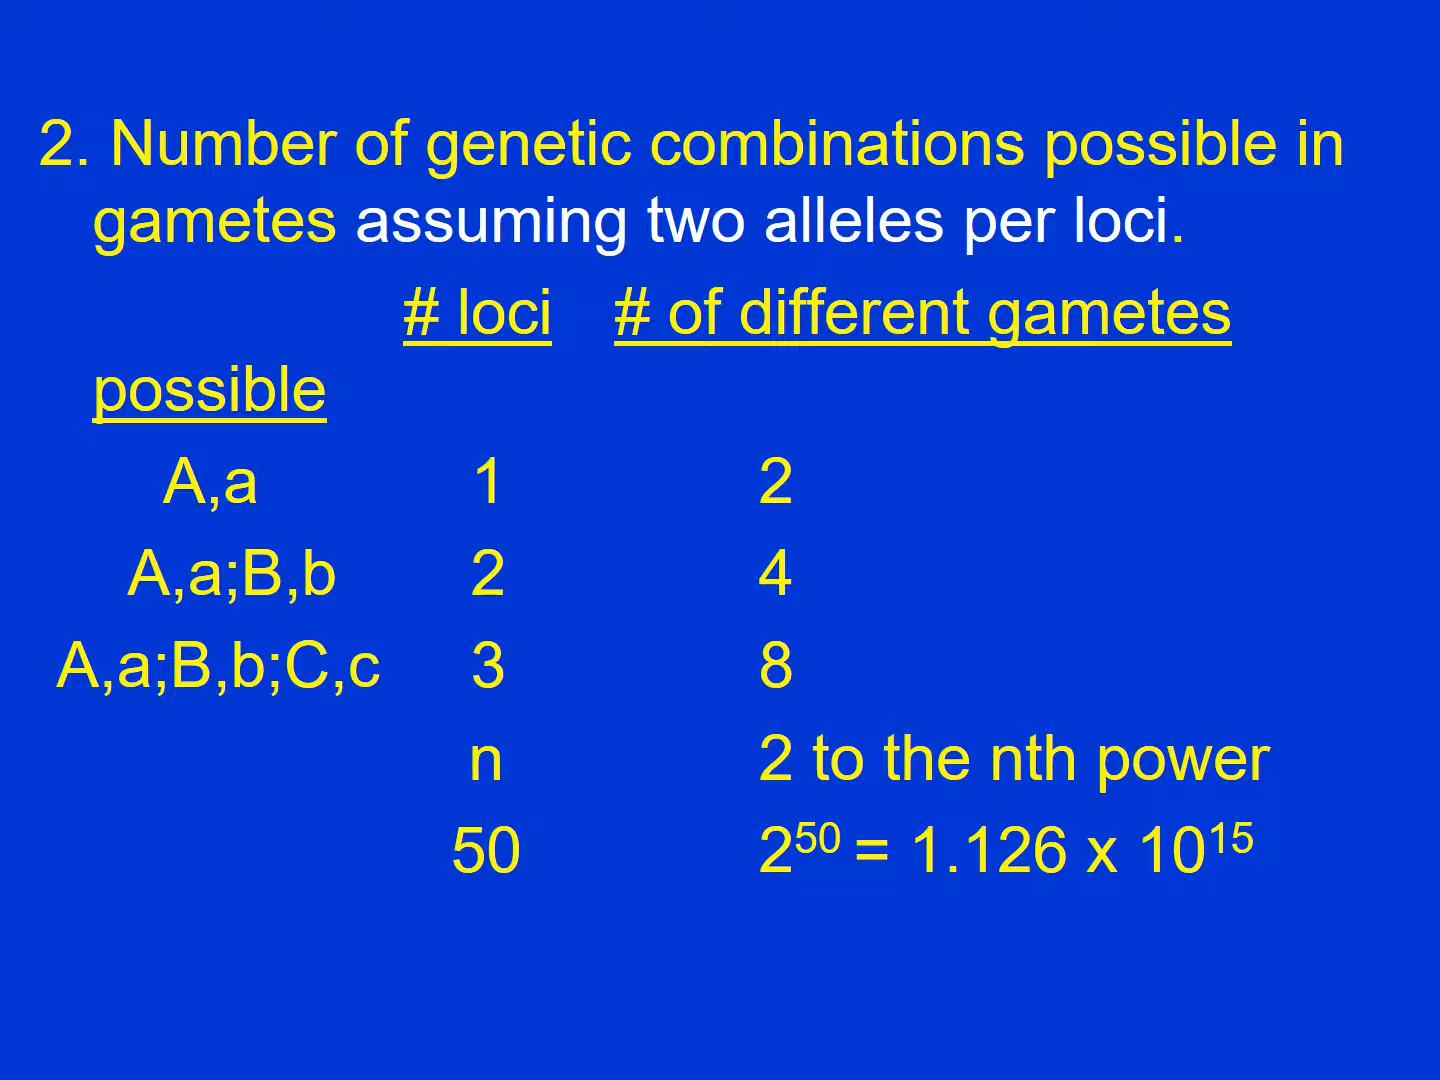 2. Number of genetic combinations possible in
gametes assuming two alleles per loci.
# loci # of different gametes
possible
A,a 1 2
A,a;B,b 2 4
A,a;B,b;C,c 3 8
n 2 to the nth power
50 2⁵⁰ = 1.126 x 10¹⁵